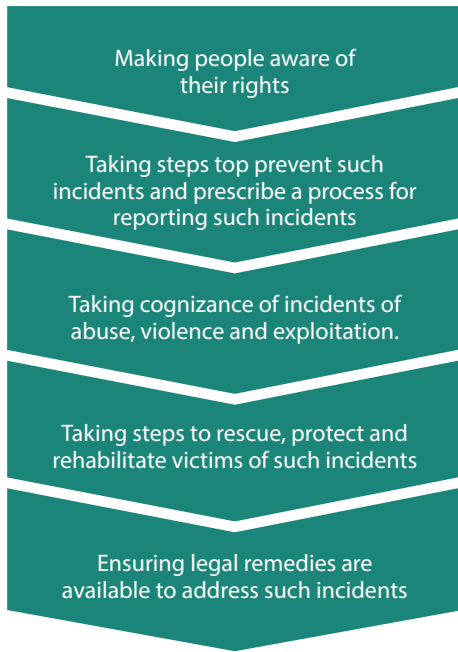 Making people aware of
their rights
Taking steps top prevent such
incidents and prescribe a process for
reporting such incidents
Taking cognizance of incidents of
abuse, violence and exploitation.
Taking steps to rescue, protect and
rehabilitate victims of such incidents
Ensuring legal remedies are
available to address such incidents